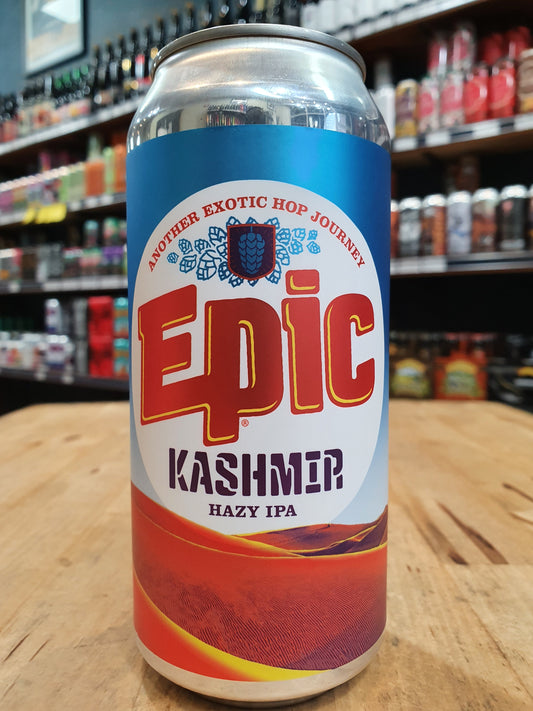 ANOTHER EXOTIC HOP JOURNEY
Epic®
KASHMIR
HAZY IPA